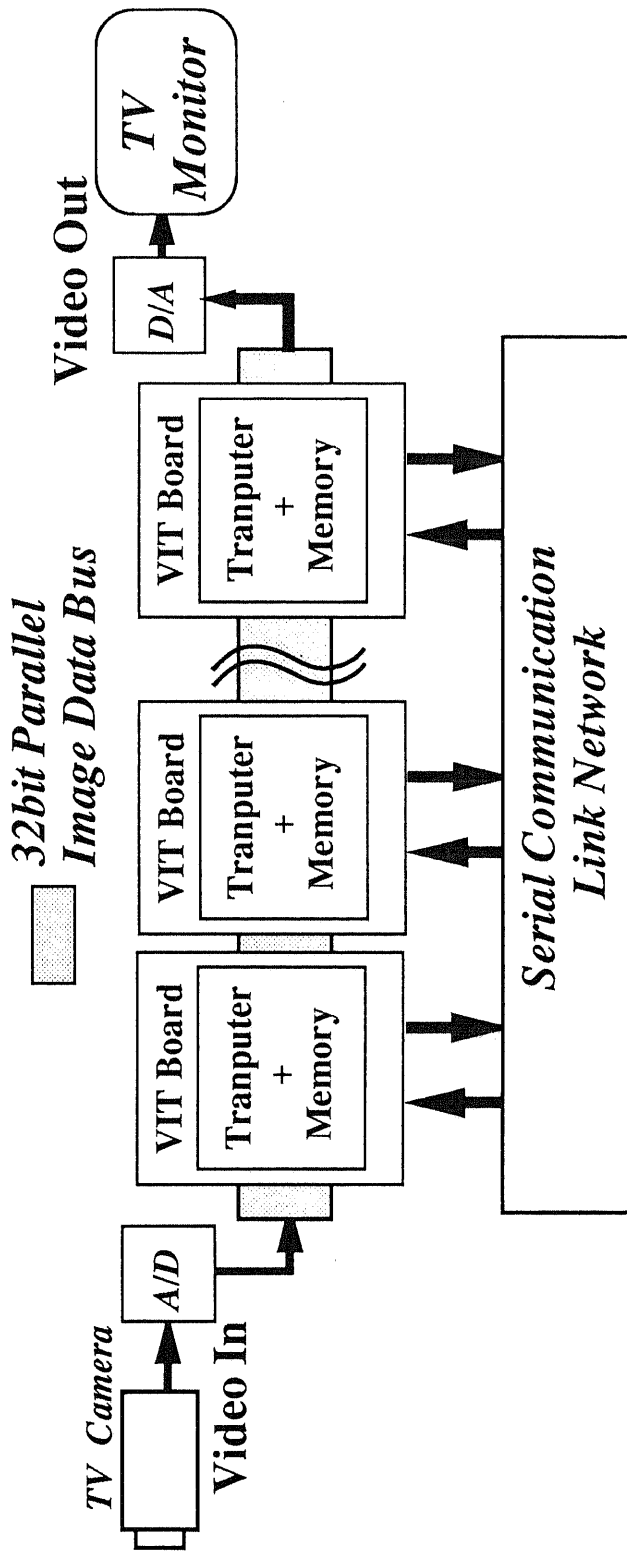 32bit Parallel
Image Data Bus
TV Camera
A/D
Video In
VIT Board
Tranputer
+
Memory
VIT Board
Tranputer
+
Memory
VIT Board
Tranputer
+
Memory
Video Out
D/A
TV
Monitor
Serial Communication
Link Network